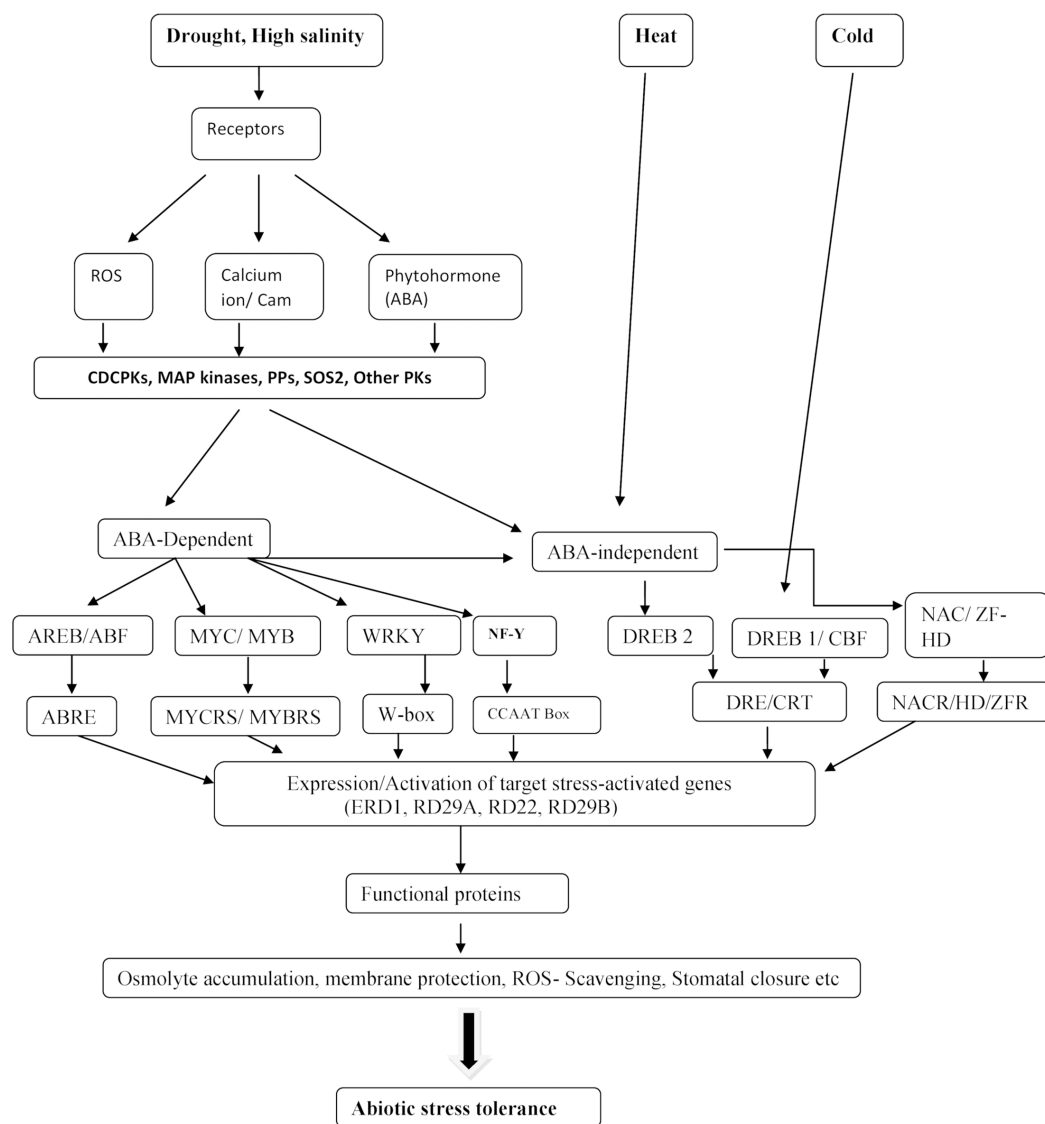 Drought, High salinity
Heat
Cold
Receptors
ROS
Calcium
ion/ Cam
Phytohormone
(ABA)
CDCPKs, MAP kinases, PPs, SOS2, Other PKs
ABA-Dependent
ABA-independent
AREB/ABF
MYC/ MYB
WRKY
NF-Y
DREB 2
DREB 1/ CBF
NAC/ ZF-
HD
ABRE
MYCRS/ MYBRS
W-box
CCAAT Box
DRE/CRT
NACR/HD/ZFR
Expression/Activation of target stress-activated genes
(ERD1, RD29A, RD22, RD29B)
Functional proteins
Osmolyte accumulation, membrane protection, ROS- Scavenging, Stomatal closure etc
Abiotic stress tolerance